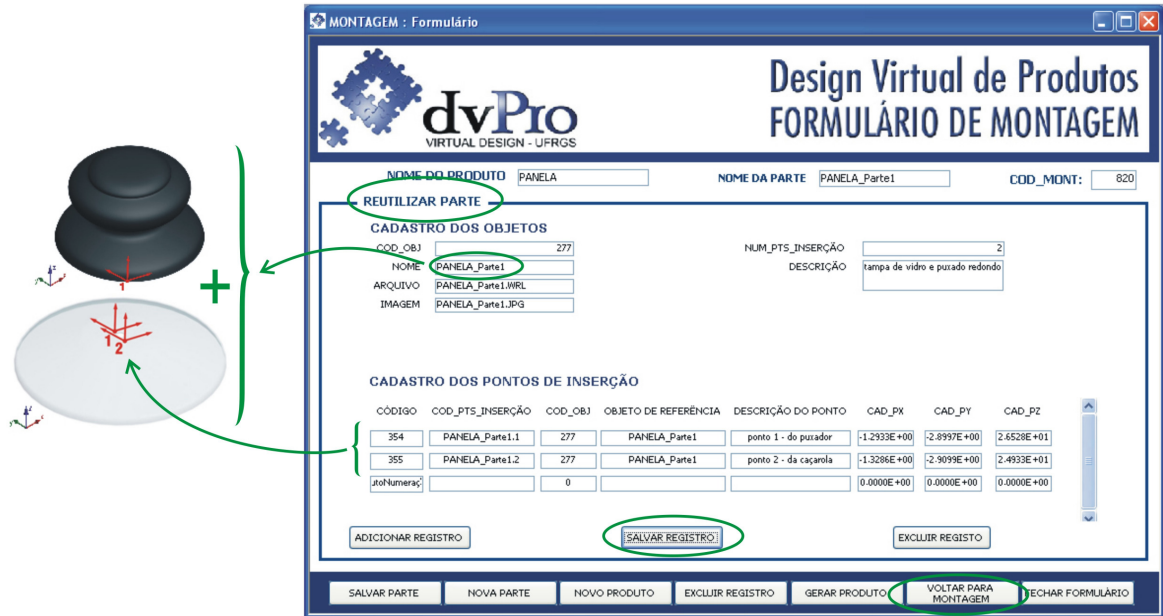 MONTAGEM : Formulário
dvPro
VIRTUAL DESIGN - UFRGS
Design Virtual de Produtos
FORMULÁRIO DE MONTAGEM
NOME DO PRODUTO PANELA NOME DA PARTE PANELA_Parte1 COD_MONT: 820
REUTILIZAR PARTE
CADASTRO DOS OBJETOS
COD_OBJ 277 NUM_PTS_INSERÇÃO 2
NOME PANELA_Parte1 DESCRIÇÃO tampa de vidro e puxado redondo
ARQUIVO PANELA_Parte1.WRL
IMAGEM PANELA_Parte1.JPG
CADASTRO DOS PONTOS DE INSERÇÃO
CÓDIGO COD_PTS_INSERÇÃO COD_OBJ OBJETO DE REFERÊNCIA DESCRIÇÃO DO PONTO CAD_PX CAD_PY CAD_PZ
354 PANELA_Parte1.1 277 PANELA_Parte1 ponto 1 - do puxador -1.2933E+00 -2.8997E+00 2.6528E+01
355 PANELA_Parte1.2 277 PANELA_Parte1 ponto 2 - da caçarola -1.3286E+00 -2.9099E+00 2.4933E+01
utoNumeraç 0 0.0000E+00 0.0000E+00 0.0000E+00
ADICIONAR REGISTRO SALVAR REGISTRO EXCLUIR REGISTO
SALVAR PARTE NOVA PARTE NOVO PRODUTO EXCLUIR REGISTRO GERAR PRODUTO VOLTAR PARA MONTAGEM FECHAR FORMULÁRIO
1
+
1
2